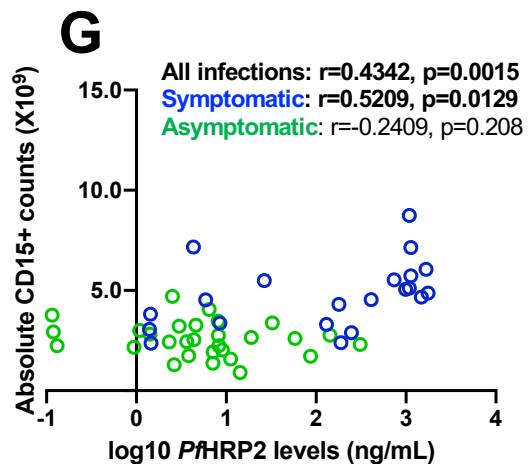 G
All infections: r=0.4342, p=0.0015
Symptomatic: r=0.5209, p=0.0129
Asymptomatic: r=-0.2409, p=0.208
Absolute CD15+ counts (X10⁹)
15.0
10.0
5.0
-1 0 1 2 3 4
log10 PfHRP2 levels (ng/mL)